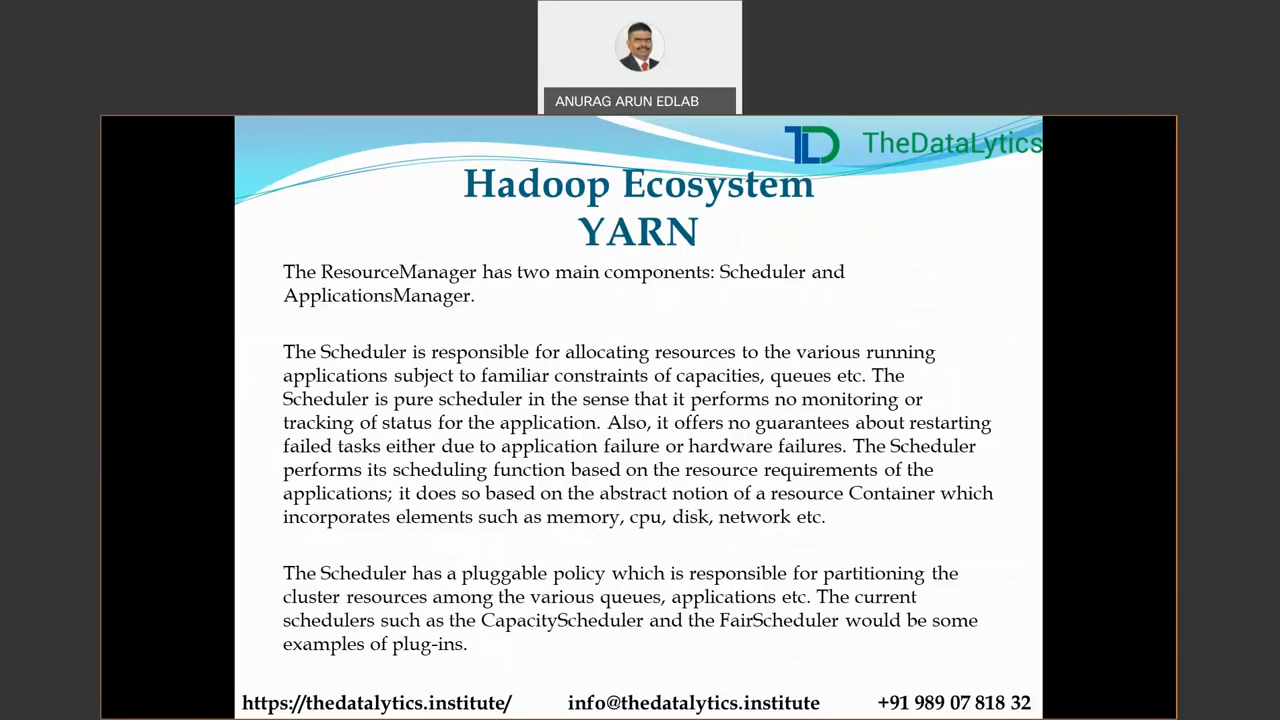 ANURAG ARUN EDLAB
TheDataLytics
Hadoop Ecosystem
YARN
The ResourceManager has two main components: Scheduler and
ApplicationsManager.
The Scheduler is responsible for allocating resources to the various running
applications subject to familiar constraints of capacities, queues etc. The
Scheduler is pure scheduler in the sense that it performs no monitoring or
tracking of status for the application. Also, it offers no guarantees about restarting
failed tasks either due to application failure or hardware failures. The Scheduler
performs its scheduling function based on the resource requirements of the
applications; it does so based on the abstract notion of a resource Container which
incorporates elements such as memory, cpu, disk, network etc.
The Scheduler has a pluggable policy which is responsible for partitioning the
cluster resources among the various queues, applications etc. The current
schedulers such as the CapacityScheduler and the FairScheduler would be some
examples of plug-ins.
https://thedatalytics.institute/ info@thedatalytics.institute +91 989 07 818 32